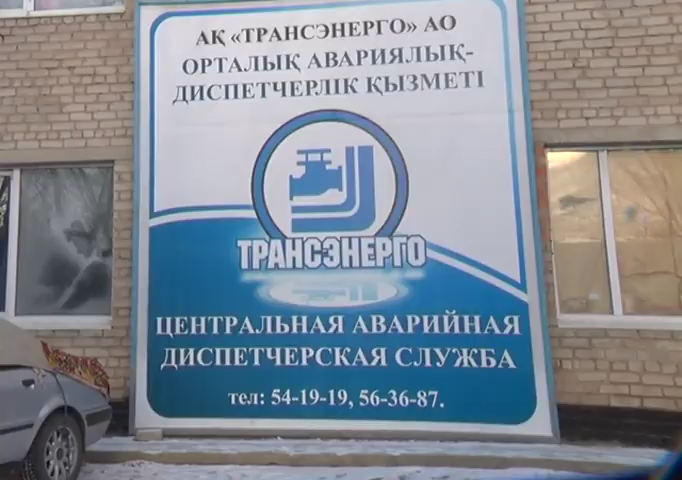 АҚ «ТРАНСЭНЕРГО» АО
ОРТАЛЫҚ АВАРИЯЛЫҚ-
ДИСПЕТЧЕРЛІК ҚЫЗМЕТІ
ТРАНСЭНЕРГО
ЦЕНТРАЛЬНАЯ АВАРИЙНАЯ
ДИСПЕТЧЕРСКАЯ СЛУЖБА
тел: 54-19-19, 56-36-87.